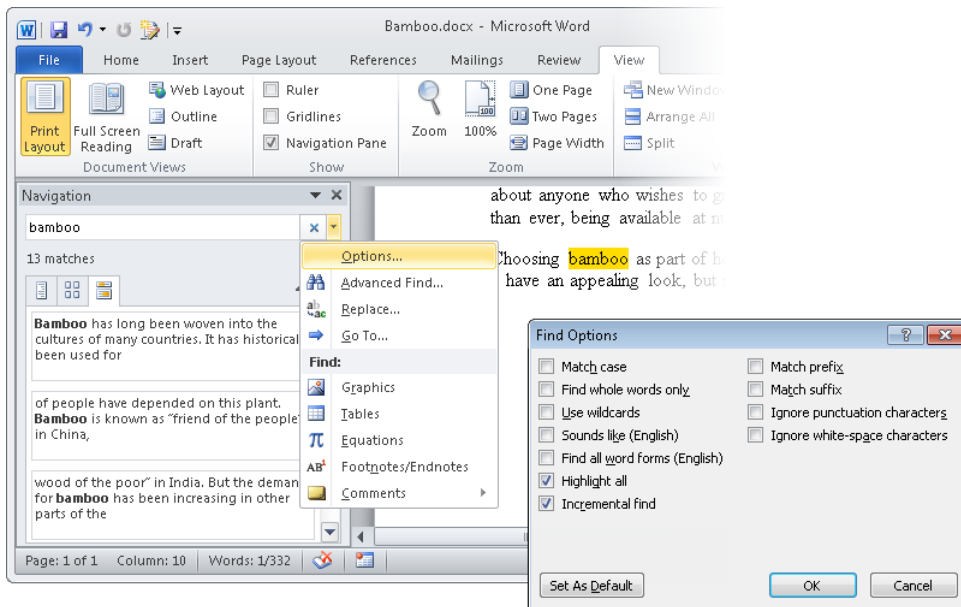 Bamboo.docx - Microsoft Word
File Home Insert Page Layout References Mailings Review View
Print Layout
Full Screen Reading
Web Layout
Outline
Draft
Document Views
Ruler
Gridlines
Navigation Pane
Show
Zoom
100%
One Page
Two Pages
Page Width
Zoom
New Window
Arrange All
Split
Navigation
bamboo
13 matches
Bamboo has long been woven into the
cultures of many countries. It has historical
been used for
of people have depended on this plant.
Bamboo is known as “friend of the people”
in China,
wood of the poor” in India. But the deman
for bamboo has been increasing in other
parts of the
Options...
Advanced Find...
Replace...
Go To...
Find:
Graphics
Tables
Equations
Footnotes/Endnotes
Comments
about anyone who wishes to
than ever, being available at
Choosing bamboo as part of
have an appealing look, but
Find Options
Match case
Find whole words only
Use wildcards
Sounds like (English)
Find all word forms (English)
Highlight all
Incremental find
Match prefix
Match suffix
Ignore punctuation characters
Ignore white-space characters
Set As Default
OK
Cancel
Page: 1 of 1 Column: 10 Words: 1/332